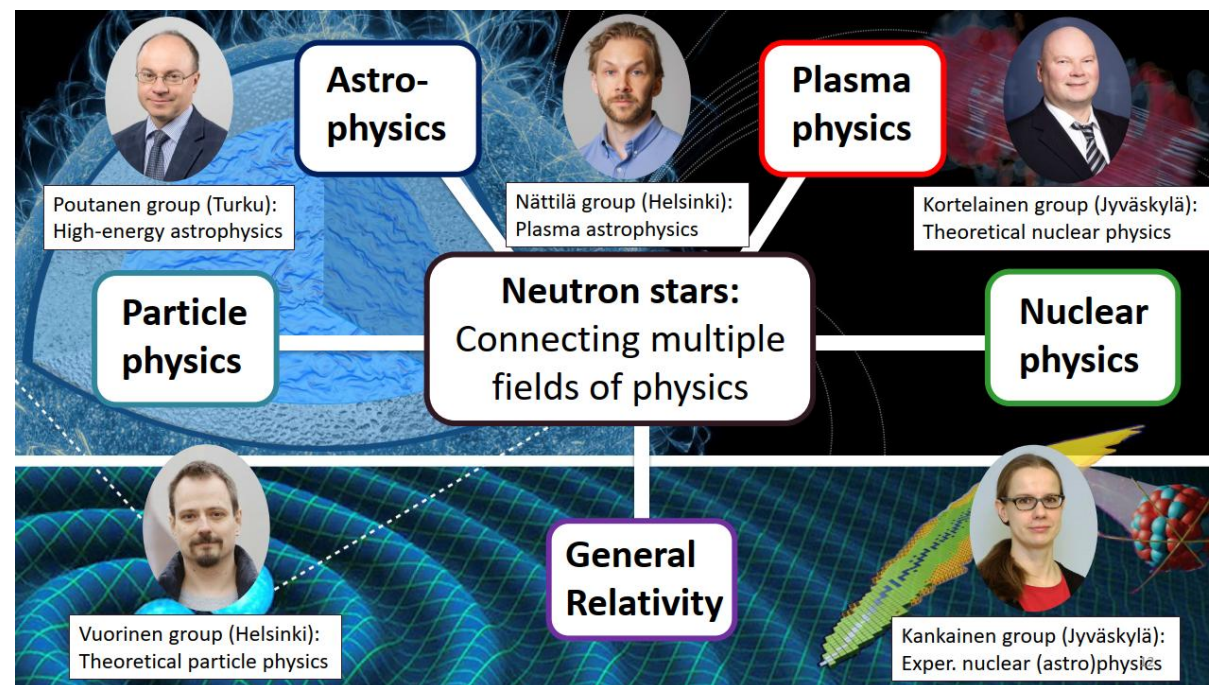 Astro-
physics
Plasma
physics
Poutanen group (Turku):
High-energy astrophysics
Nättilä group (Helsinki):
Plasma astrophysics
Kortelainen group (Jyväskylä):
Theoretical nuclear physics
Particle
physics
Neutron stars:
Connecting multiple
fields of physics
Nuclear
physics
General
Relativity
Vuorinen group (Helsinki):
Theoretical particle physics
Kankainen group (Jyväskylä):
Exper. nuclear (astro)physics